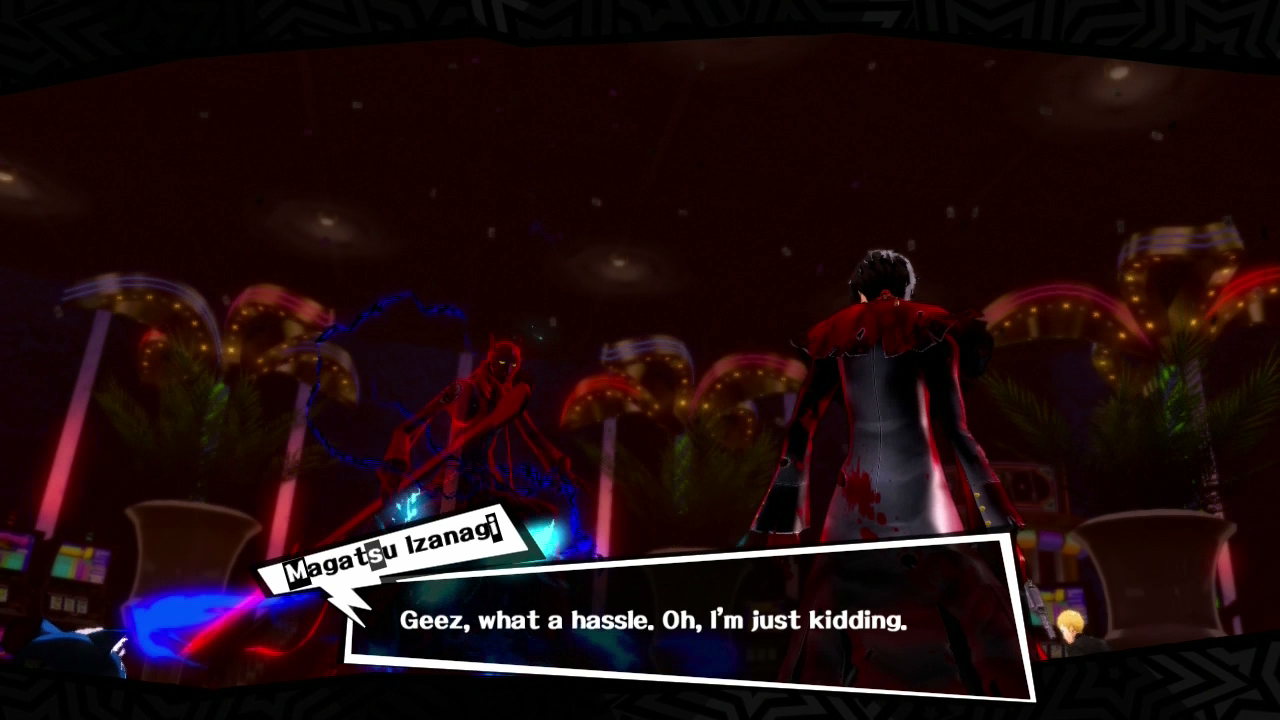 Magatsu Izanagi
Geez, what a hassle. Oh, I'm just kidding.